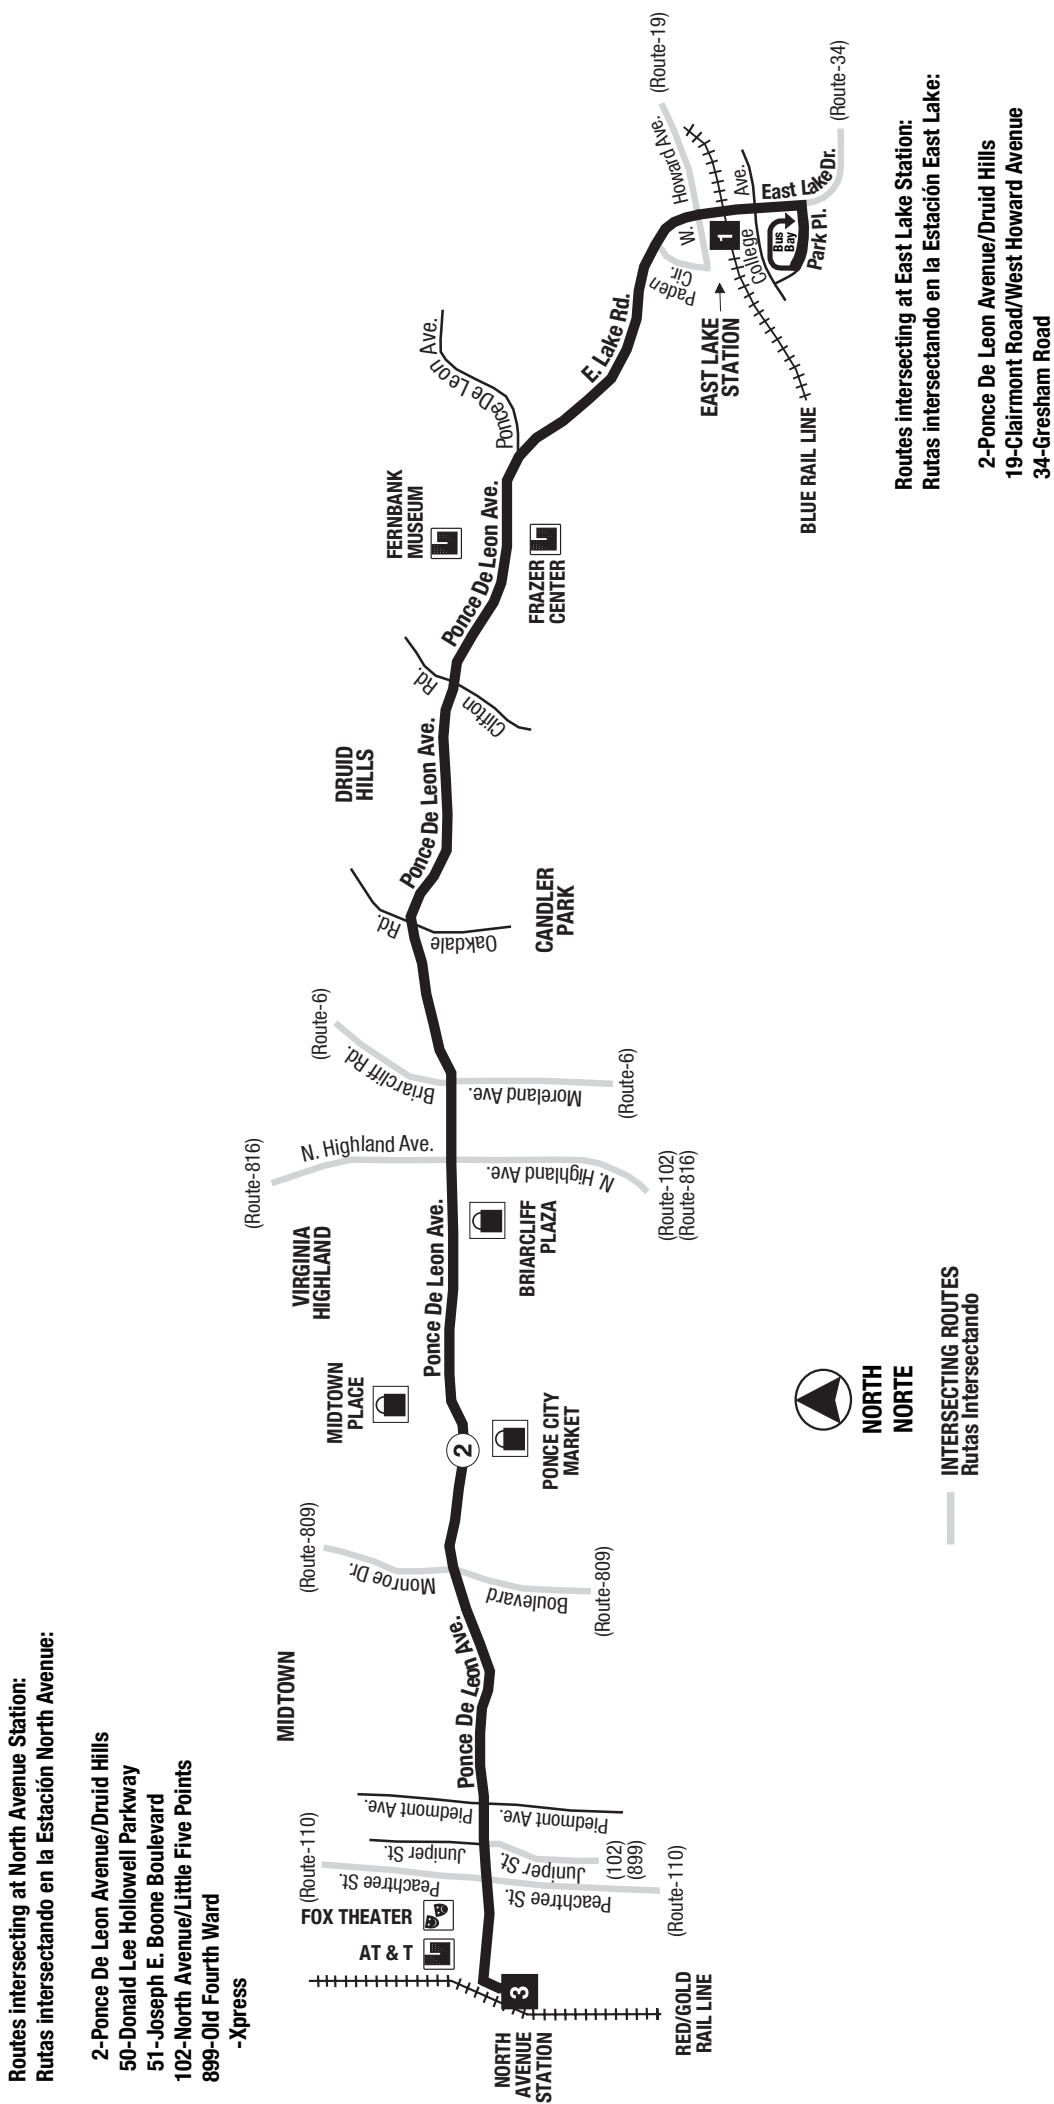 Routes intersecting at North Avenue Station:
Rutas intersectando en la Estación North Avenue:
2-Ponce De Leon Avenue/Druid Hills
50-Donald Lee Hollowell Parkway
51-Joseph E. Boone Boulevard
102-North Avenue/Little Five Points
899-Old Fourth Ward
-Xpress
NORTH
AVENUE
STATION
3
RED/GOLD
RAIL LINE
AT & T
FOX THEATER
(Route-110)
Peachtree St.
Peachtree St.
(Route-110)
Juniper St.
Juniper St.
(102)
(899)
Piedmont Ave.
Piedmont Ave.
MIDTOWN
Ponce De Leon Ave.
(Route-809)
Monroe Dr.
Boulevard
(Route-809)
2
MIDTOWN
PLACE
PONCE CITY
MARKET
VIRGINIA
HIGHLAND
Ponce De Leon Ave.
BRIARCLIFF
PLAZA
(Route-816)
N. Highland Ave.
N. Highland Ave.
(Route-102)
(Route-816)
(Route-6)
Briarcliff Rd.
Moreland Ave.
(Route-6)
Oakdale
Rd.
CANDLER
PARK
Ponce De Leon Ave.
DRUID
HILLS
Clifton
Rd.
Ponce De Leon Ave.
FERNBANK
MUSEUM
FRAZER
CENTER
Ponce De Leon Ave.
E. Lake Rd.
EAST LAKE
STATION
BLUE RAIL LINE
Paden
Cir.
W. Howard Ave.
(Route-19)
1
College Ave.
Bus
Bay
East Lake Dr.
Park Pl.
(Route-34)
Routes intersecting at East Lake Station:
Rutas intersectando en la Estación East Lake:
2-Ponce De Leon Avenue/Druid Hills
19-Clairmont Road/West Howard Avenue
34-Gresham Road
NORTH
NORTE
INTERSECTING ROUTES
Rutas Intersectando